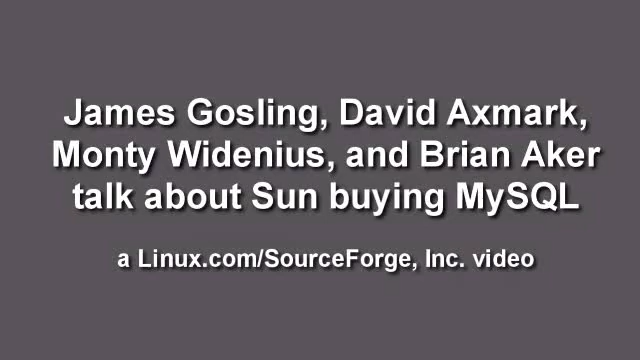 James Gosling, David Axmark,
Monty Widenius, and Brian Aker
talk about Sun buying MySQL
a Linux.com/SourceForge, Inc. video